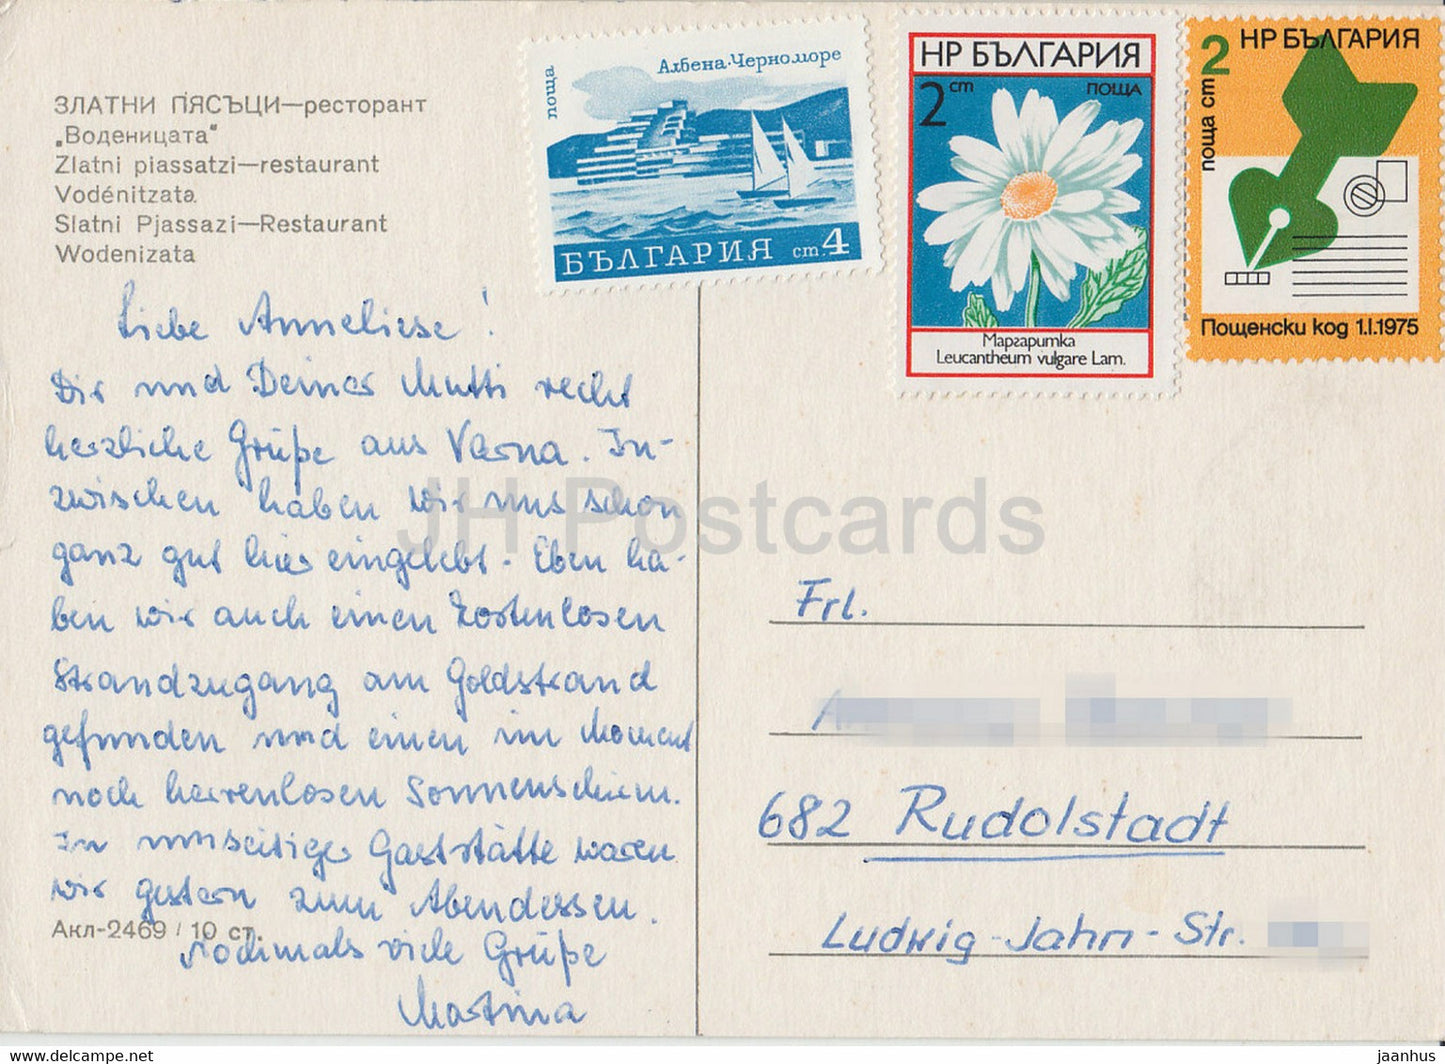 ЗЛАТНИ ПЯСЪЦИ—ресторант
„Воденицата“
Zlatni piassatzi—restaurant
Vodénitzata
Slatni Pjassazi—Restaurant
Wodenizata
Liebe Anneliese!
Dir und Deiner Mutti recht
herzliche Grüße aus Varna. In-
zwischen haben wir uns schon
ganz gut hier eingelebt. Eben ha-
ben wir auch einen kostenlosen
Strandzugang am Goldstrand
gefunden und einen im Moment
noch herrenlosen Sonnenschirm.
In umseitiger Gaststätte waren
wir gestern zum Abendessen.
Nochmals viele Grüße
Martina
Акл-2469 / 10 ст.
поща
Албена·Черноморе
БЪЛГАРИЯ ст.4
НР БЪЛГАРИЯ
2 ст ПОЩА
Маргаритка
Leucantheum vulgare Lam.
2 НР БЪЛГАРИЯ
поща ст
Пощенски код 1.I.1975
Frl.
682 Rudolstadt
Ludwig-Jahn-Str.
JH Postcards
jaanhus | Delcampe.net